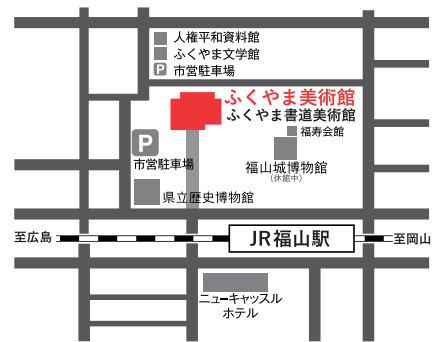 人権平和資料館
ふくやま文学館
P 市営駐車場
ふくやま美術館
ふくやま書道美術館
P
市営駐車場
福寿会館
福山城博物館
(休館中)
県立歴史博物館
至広島
JR福山駅
至岡山
ニューキャッスル
ホテル